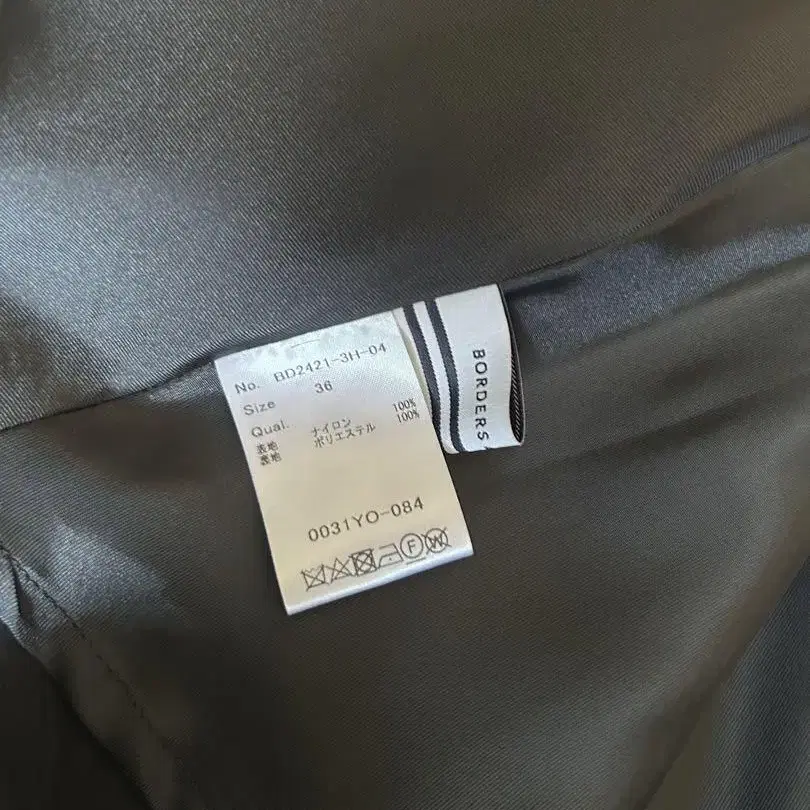 No. BD2421-3H-04
Size 36
Qual.
表地 ナイロン 100%
裏地 ポリエステル 100%
0031YO-084
F W
BORDERS